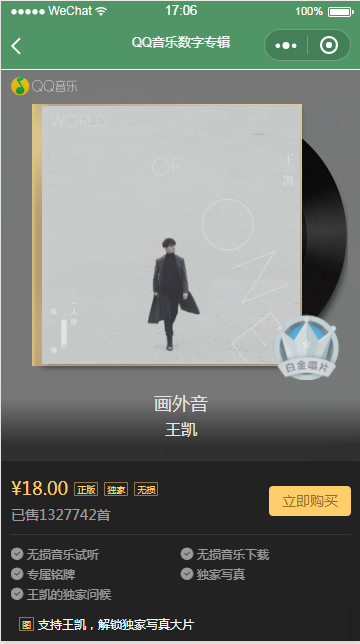 WeChat 17:06 100%
QQ音乐数字专辑
QQ音乐
WORLD
OF
王
凯
ONE
白金唱片
画外音
王凯
¥18.00 正版 独家 无损
立即购买
已售1327742首
无损音乐试听 无损音乐下载
专属铭牌 独家写真
王凯的独家问候
图 支持王凯，解锁独家写真大片